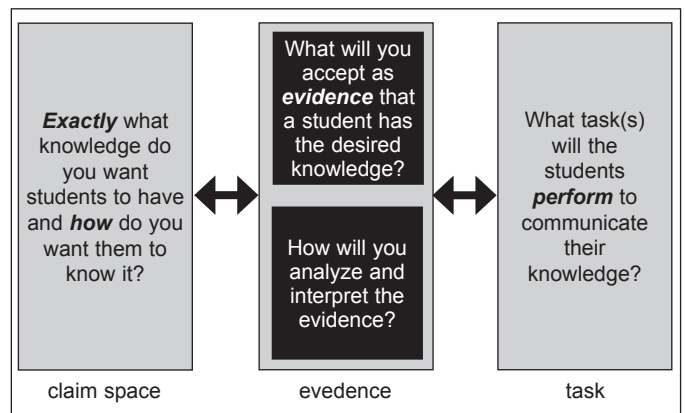 Exactly what
knowledge do
you want
students to have
and how do you
want them to
know it?
What will you
accept as
evidence that
a student has
the desired
knowledge?
How will you
analyze and
interpret the
evidence?
What task(s)
will the
students
perform to
communicate
their
knowledge?
claim space
evedence
task